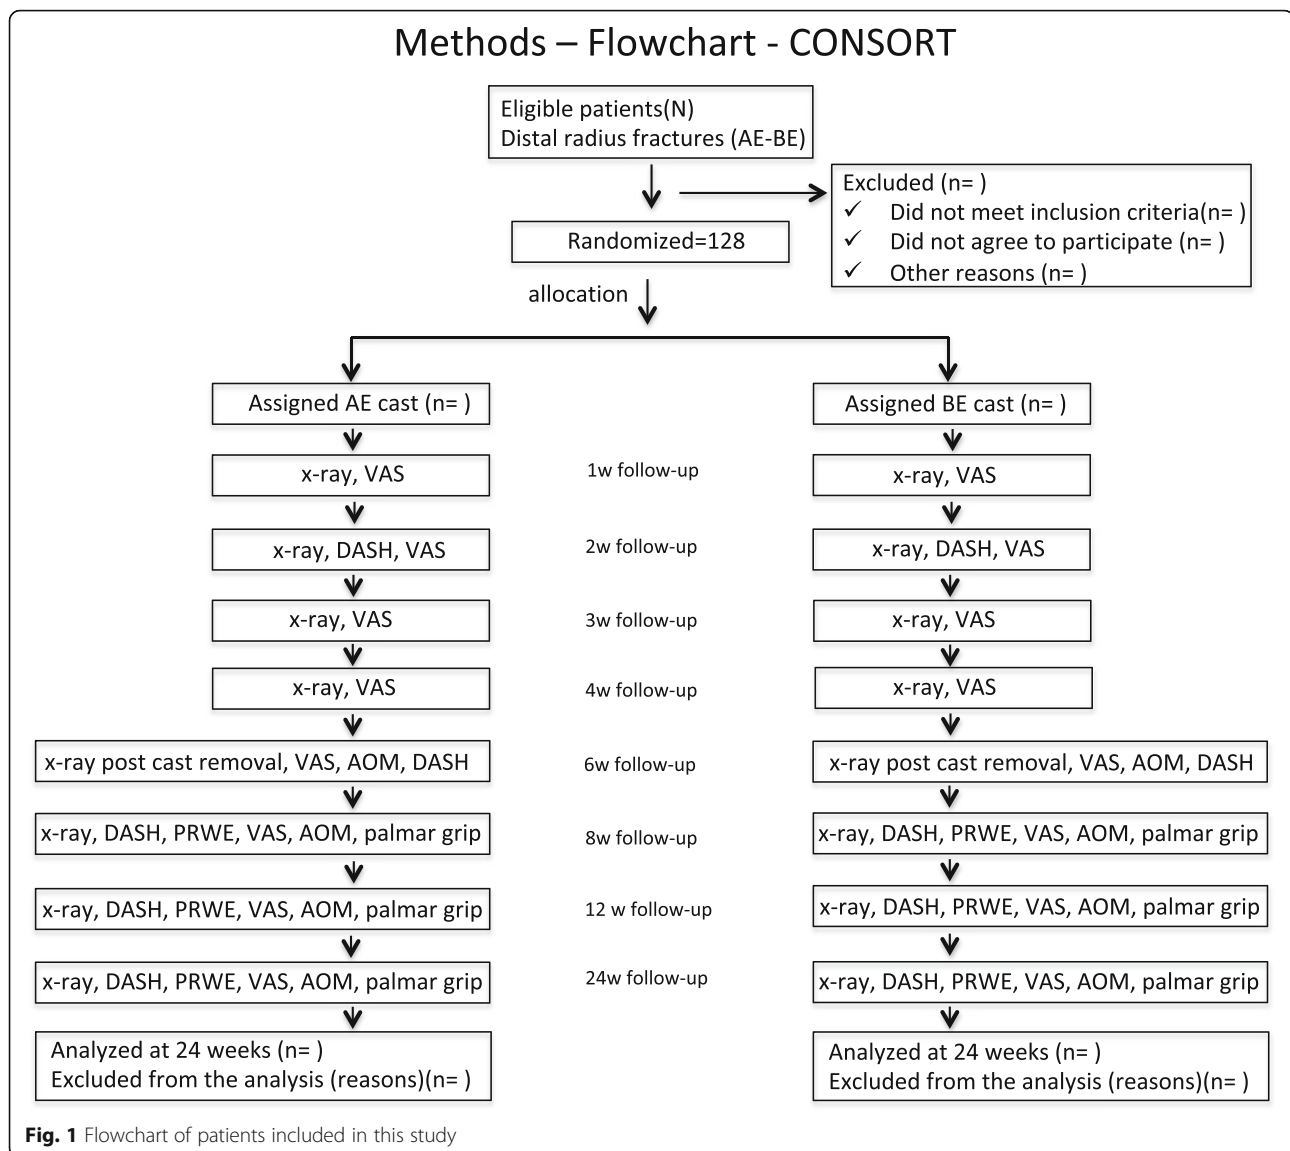 Methods – Flowchart - CONSORT
Eligible patients(N)
Distal radius fractures (AE-BE)
Excluded (n= )
✓ Did not meet inclusion criteria(n= )
✓ Did not agree to participate (n= )
✓ Other reasons (n= )
Randomized=128
allocation
Assigned AE cast (n= )
Assigned BE cast (n= )
x-ray, VAS
1w follow-up
x-ray, VAS
x-ray, DASH, VAS
2w follow-up
x-ray, DASH, VAS
x-ray, VAS
3w follow-up
x-ray, VAS
x-ray, VAS
4w follow-up
x-ray, VAS
x-ray post cast removal, VAS, AOM, DASH
6w follow-up
x-ray post cast removal, VAS, AOM, DASH
x-ray, DASH, PRWE, VAS, AOM, palmar grip
8w follow-up
x-ray, DASH, PRWE, VAS, AOM, palmar grip
x-ray, DASH, PRWE, VAS, AOM, palmar grip
12 w follow-up
x-ray, DASH, PRWE, VAS, AOM, palmar grip
x-ray, DASH, PRWE, VAS, AOM, palmar grip
24w follow-up
x-ray, DASH, PRWE, VAS, AOM, palmar grip
Analyzed at 24 weeks (n= )
Excluded from the analysis (reasons)(n= )
Analyzed at 24 weeks (n= )
Excluded from the analysis (reasons)(n= )
Fig. 1 Flowchart of patients included in this study